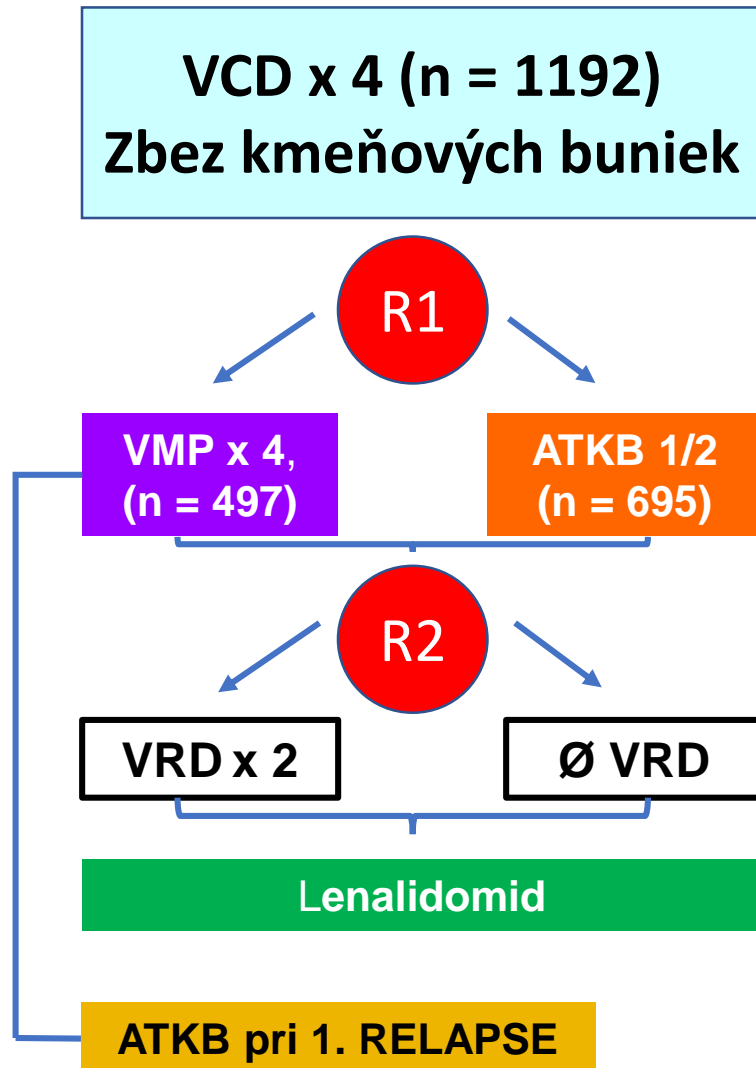 VCD x 4 (n = 1192)
Zbez kmeňových buniek
R1
VMP x 4,
(n = 497)
ATKB 1/2
(n = 695)
R2
VRD x 2
Ø VRD
Lenalidomid
ATKB pri 1. RELAPSE